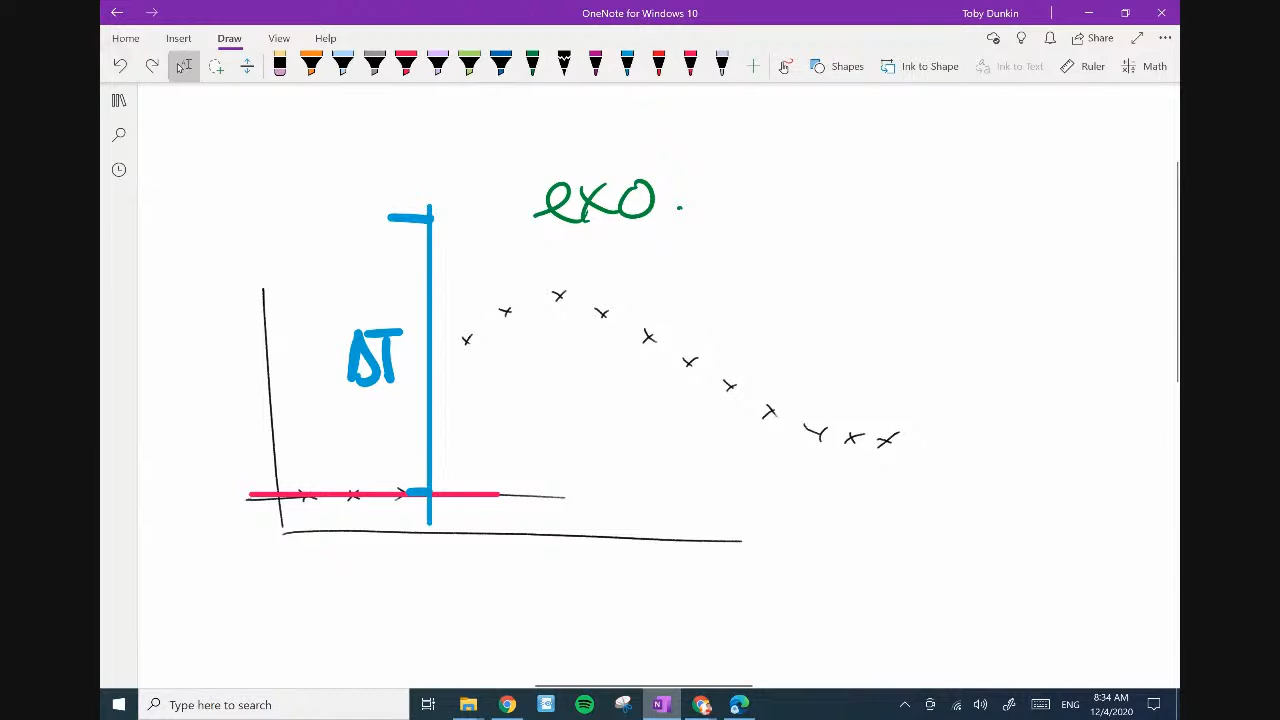 OneNote for Windows 10
Toby Dunkin
Home Insert Draw View Help
Share
Shapes
Ink to Shape
Ink to Text
Ruler
Math
exo.
ΔT
Type here to search
ENG
8:34 AM
12/4/2020